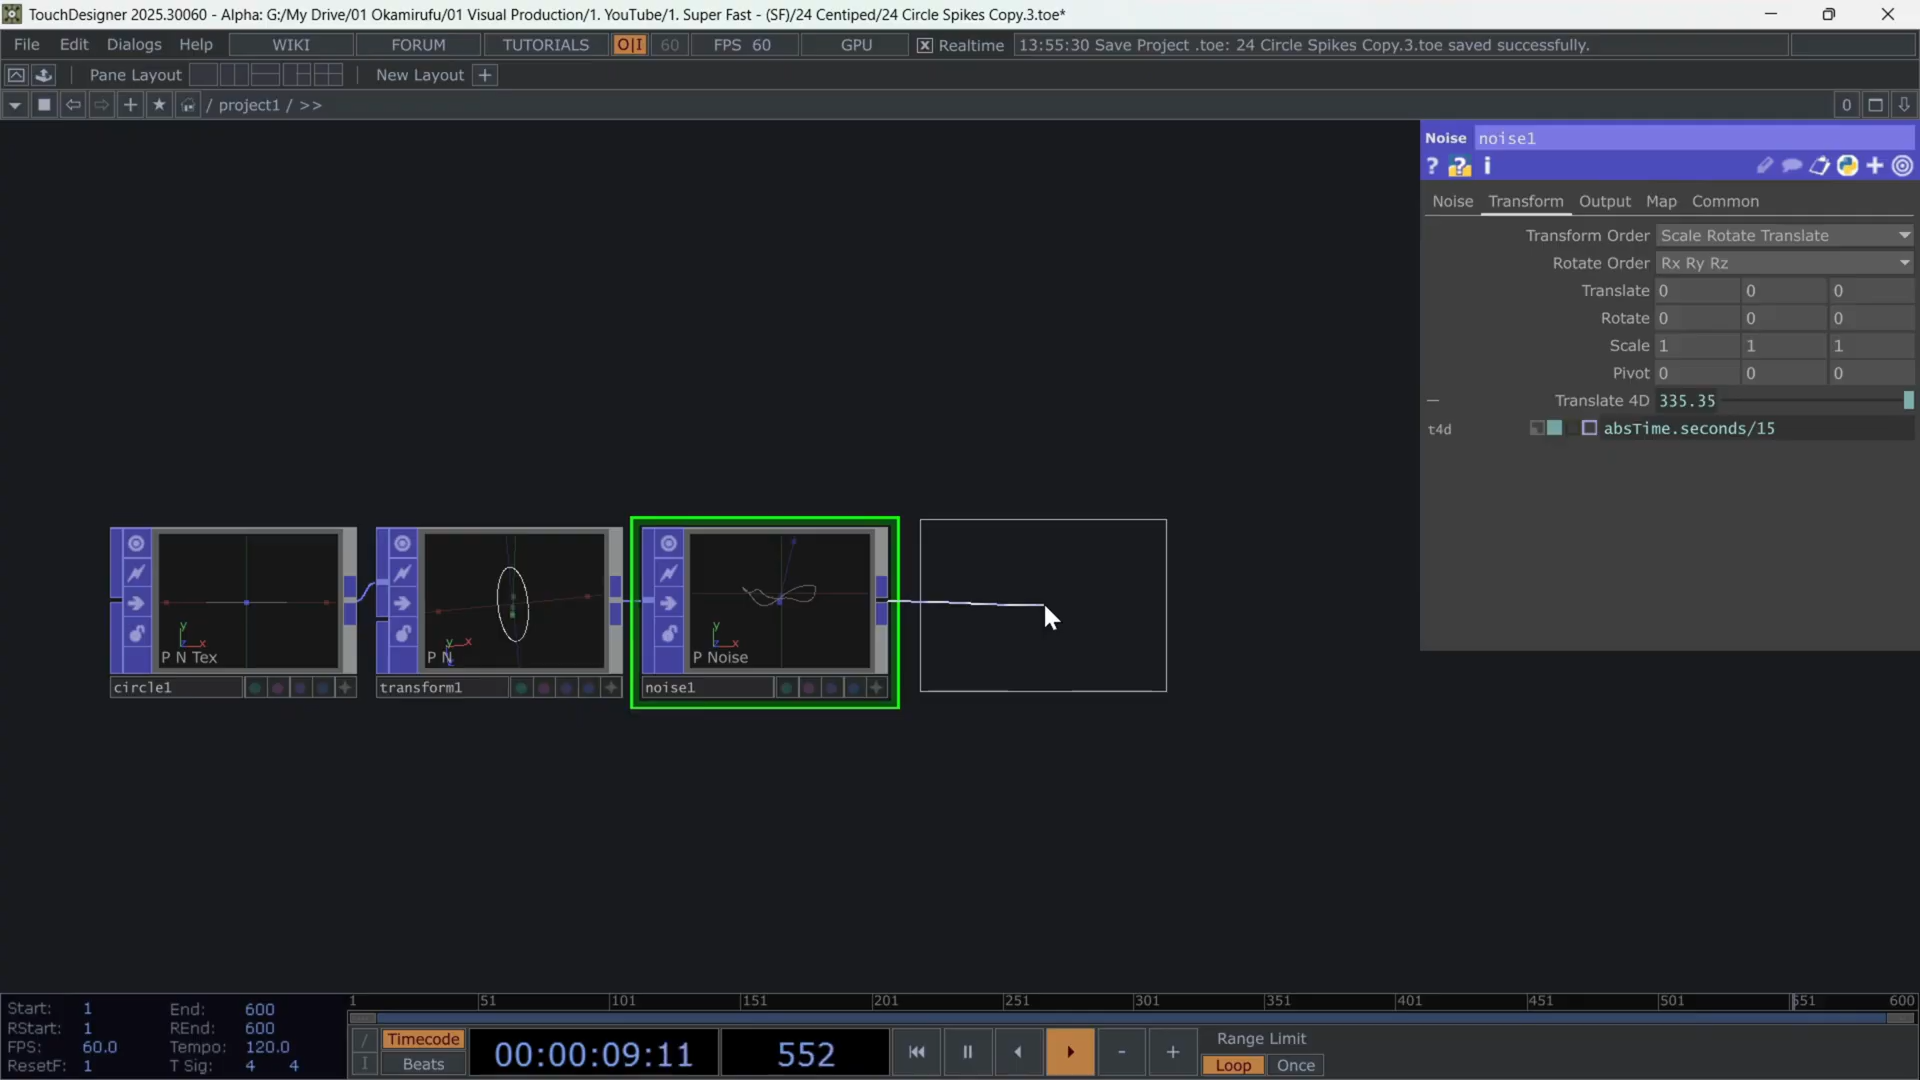 TouchDesigner 2025.30060 - Alpha: G:/My Drive/01 Okamirufu/01 Visual Production/1. YouTube/1. Super Fast - (SF)/24 Centiped/24 Circle Spikes Copy.3.toe*
File Edit Dialogs Help WIKI FORUM TUTORIALS O|I 60 FPS 60 GPU X Realtime 13:55:30 Save Project .toe: 24 Circle Spikes Copy.3.toe saved successfully.
Pane Layout New Layout +
/ project1 / >> 0
Noise noise1
? ? i
Noise Transform Output Map Common
Transform Order Scale Rotate Translate
Rotate Order Rx Ry Rz
Translate 0 0 0
Rotate 0 0 0
Scale 1 1 1
Pivot 0 0 0
Translate 4D 335.35
t4d absTime.seconds/15
y x
P N Tex
circle1
y x
P N
transform1
y x
P Noise
noise1
1 51 101 151 201 251 301 351 401 451 501 551 600
Start: 1 End: 600
RStart: 1 REnd: 600
FPS: 60.0 Tempo: 120.0
ResetF: 1 T Sig: 4 4
/ Timecode
I Beats
00:00:09:11 552
- +
Range Limit
Loop Once